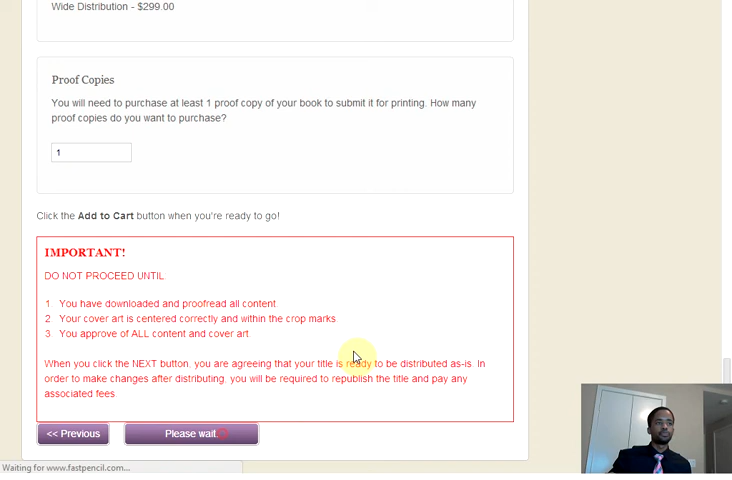 Wide Distribution - $299.00
Proof Copies
You will need to purchase at least 1 proof copy of your book to submit it for printing. How many
proof copies do you want to purchase?
1
Click the Add to Cart button when you're ready to go!
IMPORTANT!
DO NOT PROCEED UNTIL
1 You have downloaded and proofread all content.
2 Your cover art is centered correctly and within the crop marks
3. You approve of ALL content and cover art.
When you click the NEXT button, you are agreeing that your title is ready to be distributed as-is. In
order to make changes after distributing, you will be required to republish the title and pay any
associated fees
<< Previous
Please wait
Waiting for www.fastpencil.com...